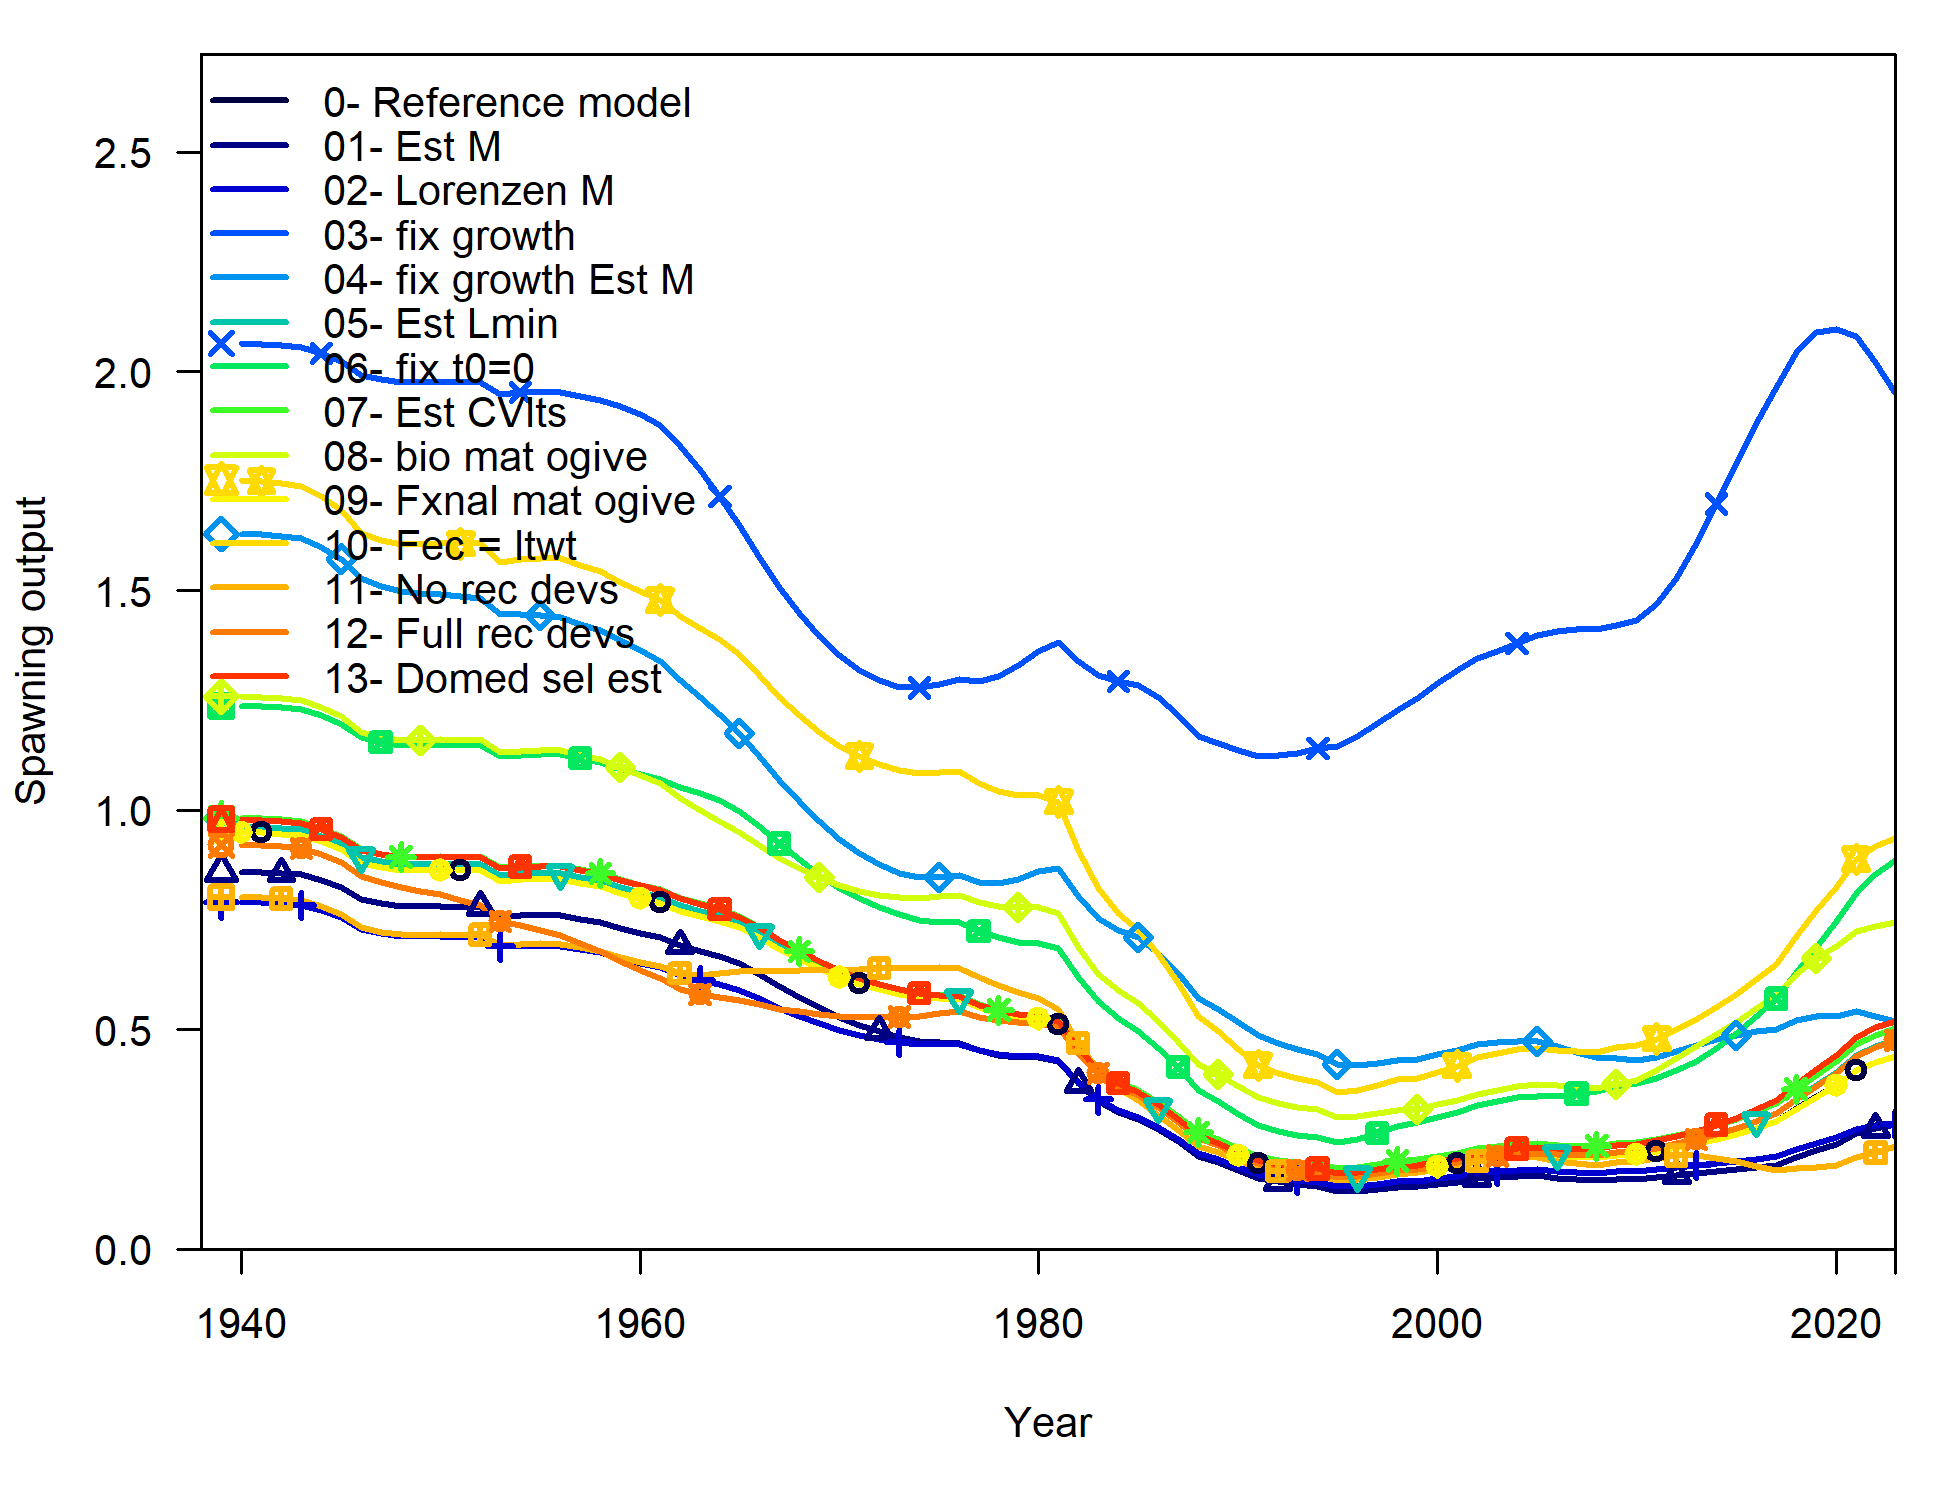 0- Reference model
01- Est M
02- Lorenzen M
03- fix growth
04- fix growth Est M
05- Est Lmin
06- fix t0=0
07- Est CVlts
08- bio mat ogive
09- Fxnal mat ogive
10- Fec = ltwt
11- No rec devs
12- Full rec devs
13- Domed sel est
Spawning output
2.5
2.0
1.5
1.0
0.5
0.0
1940 1960 1980 2000 2020
Year